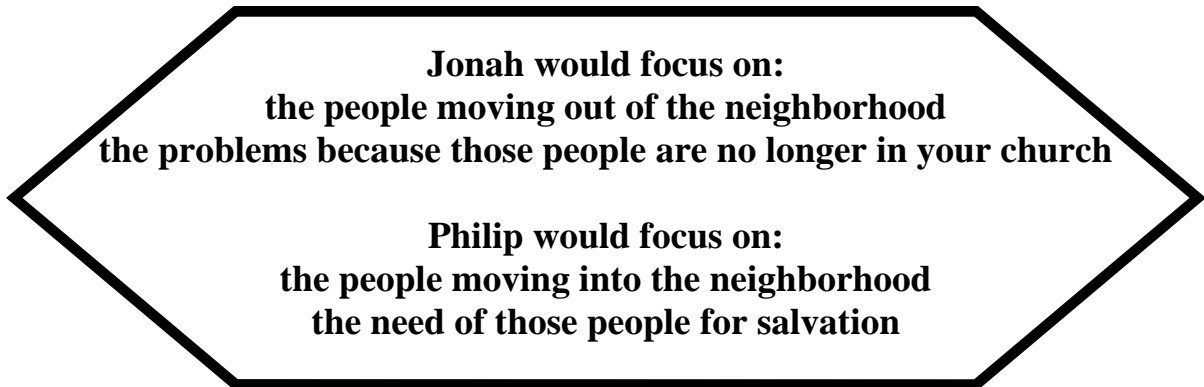 Jonah would focus on:
the people moving out of the neighborhood
the problems because those people are no longer in your church
Philip would focus on:
the people moving into the neighborhood
the need of those people for salvation